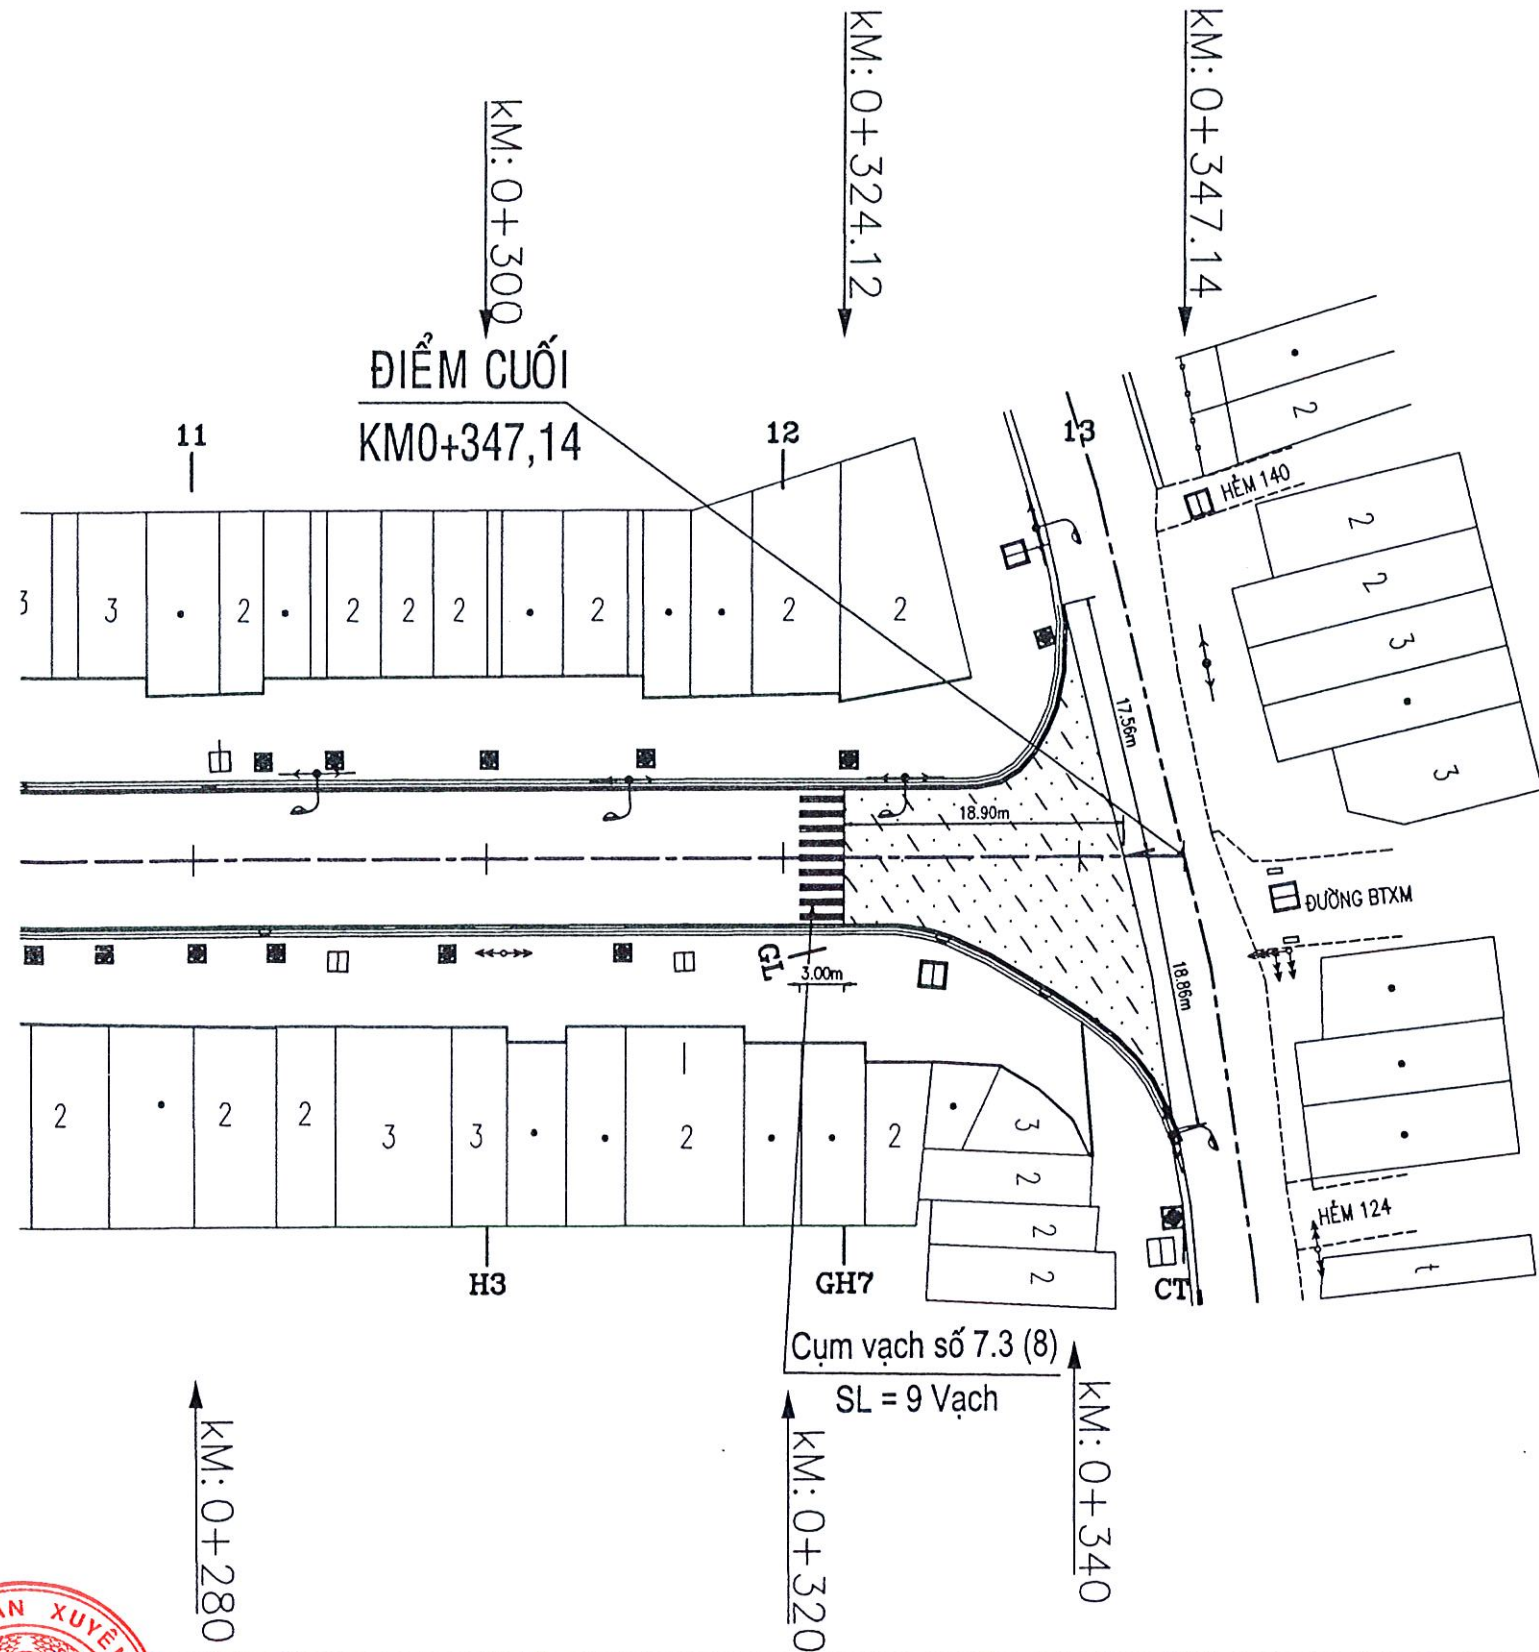 KM: 0+300
KM: 0+324.12
KM: 0+347.14
ĐIỂM CUỐI
KM0+347,14
11
12
13
2
HẺM 140
3
3
2
2
2
2
2
2
2
2
2
3
3
17.56m
18.90m
ĐƯỜNG BTXM
GL
3.00m
18.86m
2
2
2
3
3
2
2
3
2
2
2
HẺM 124
t
H3
GH7
CT
Cụm vạch số 7.3 (8)
SL = 9 Vạch
KM: 0+280
KM: 0+320
KM: 0+340
XUYÊN